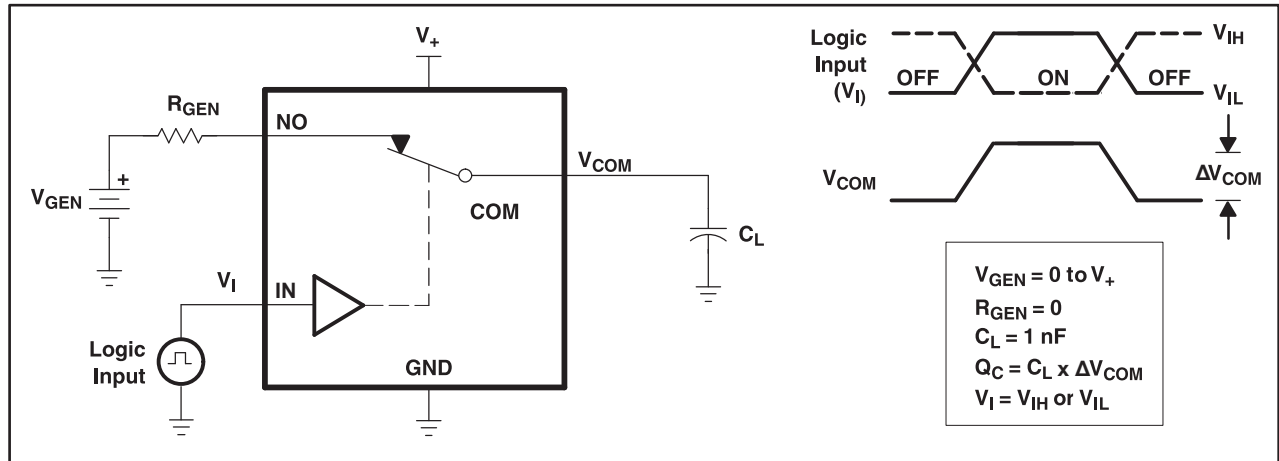 V+
RGEN
NO
VCOM
+
VGEN
COM
CL
VI
IN
Logic
Input
GND
Logic
Input
(VI)
OFF
ON
OFF
VIH
VIL
VCOM
ΔVCOM
VGEN = 0 to V+
RGEN = 0
CL = 1 nF
QC = CL x ΔVCOM
VI = VIH or VIL